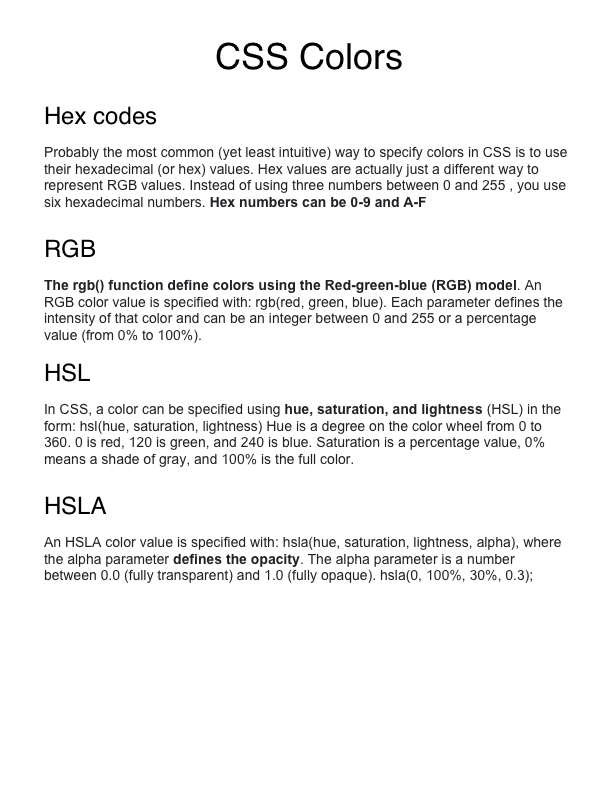 CSS Colors
Hex codes
Probably the most common (yet least intuitive) way to specify colors in CSS is to use
their hexadecimal (or hex) values. Hex values are actually just a different way to
represent RGB values. Instead of using three numbers between 0 and 255 , you use
six hexadecimal numbers. Hex numbers can be 0-9 and A-F
RGB
The rgb() function define colors using the Red-green-blue (RGB) model. An
RGB color value is specified with: rgb(red, green, blue). Each parameter defines the
intensity of that color and can be an integer between 0 and 255 or a percentage
value (from 0% to 100%).
HSL
In CSS, a color can be specified using hue, saturation, and lightness (HSL) in the
form: hsl(hue, saturation, lightness) Hue is a degree on the color wheel from 0 to
360. 0 is red, 120 is green, and 240 is blue. Saturation is a percentage value, 0%
means a shade of gray, and 100% is the full color.
HSLA
An HSLA color value is specified with: hsla(hue, saturation, lightness, alpha), where
the alpha parameter defines the opacity. The alpha parameter is a number
between 0.0 (fully transparent) and 1.0 (fully opaque). hsla(0, 100%, 30%, 0.3);